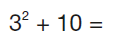 3² + 10 =